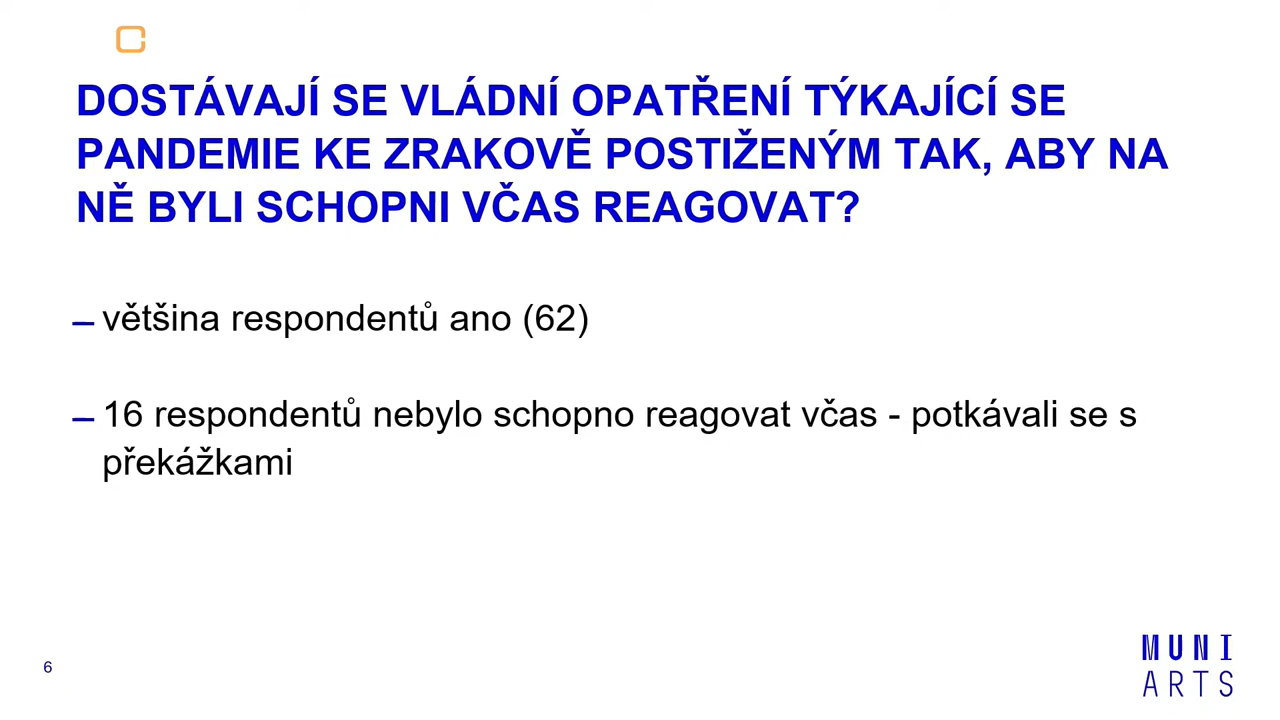 DOSTÁVAJÍ SE VLÁDNÍ OPATŘENÍ TÝKAJÍCÍ SE
PANDEMIE KE ZRAKOVĚ POSTIŽENÝM TAK, ABY NA
NĚ BYLI SCHOPNI VČAS REAGOVAT?
– většina respondentů ano (62)
– 16 respondentů nebylo schopno reagovat včas - potkávali se s
překážkami
6
MUNI
ARTS